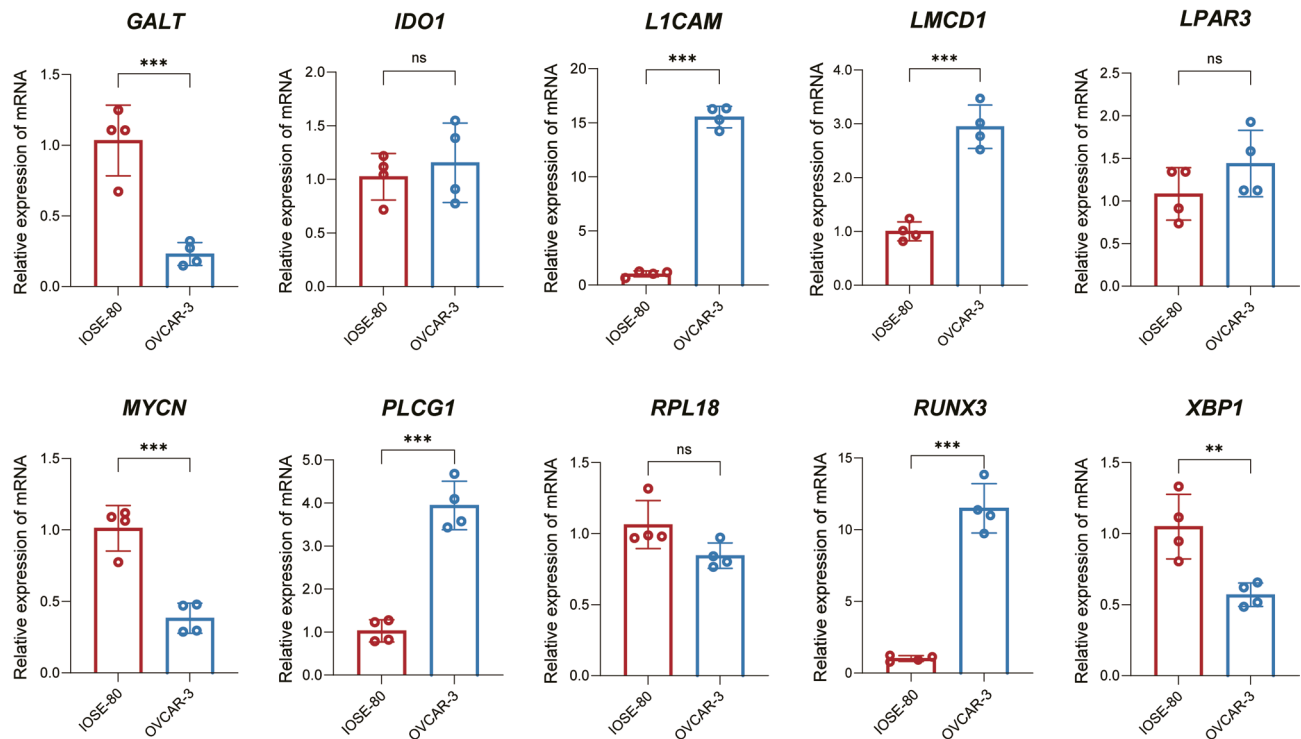 GALT
***
Relative expression of mRNA
1.5
1.0
0.5
0.0
IOSE-80
OVCAR-3
IDO1
ns
Relative expression of mRNA
2.0
1.5
1.0
0.5
0.0
IOSE-80
OVCAR-3
L1CAM
***
Relative expression of mRNA
20
15
10
5
0
IOSE-80
OVCAR-3
LMCD1
***
Relative expression of mRNA
4.0
3.0
2.0
1.0
0.0
IOSE-80
OVCAR-3
LPAR3
ns
Relative expression of mRNA
2.5
2.0
1.5
1.0
0.5
0.0
IOSE-80
OVCAR-3
MYCN
***
Relative expression of mRNA
1.5
1.0
0.5
0.0
IOSE-80
OVCAR-3
PLCG1
***
Relative expression of mRNA
5.0
4.0
3.0
2.0
1.0
0.0
IOSE-80
OVCAR-3
RPL18
ns
Relative expression of mRNA
1.5
1.0
0.5
0.0
IOSE-80
OVCAR-3
RUNX3
***
Relative expression of mRNA
15
10
5
0
IOSE-80
OVCAR-3
XBP1
**
Relative expression of mRNA
1.5
1.0
0.5
0.0
IOSE-80
OVCAR-3